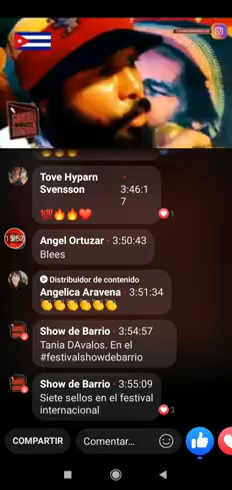 Tove Hyparn
Svensson
3:46:1
7
💯🔥🔥❤️
1
Angel Ortuzar · 3:50:43
Blees
Distribuidor de contenido
Angelica Aravena · 3:51:34
👏👏👏👏👏👏
Show de Barrio · 3:54:57
Tania DAvalos. En el
#festivalshowdebarrio
Show de Barrio · 3:55:09
Siete sellos en el festival
internacional
3
COMPARTIR
Comentar...